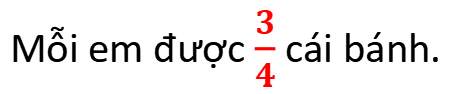 Mỗi em được 3/4 cái bánh.